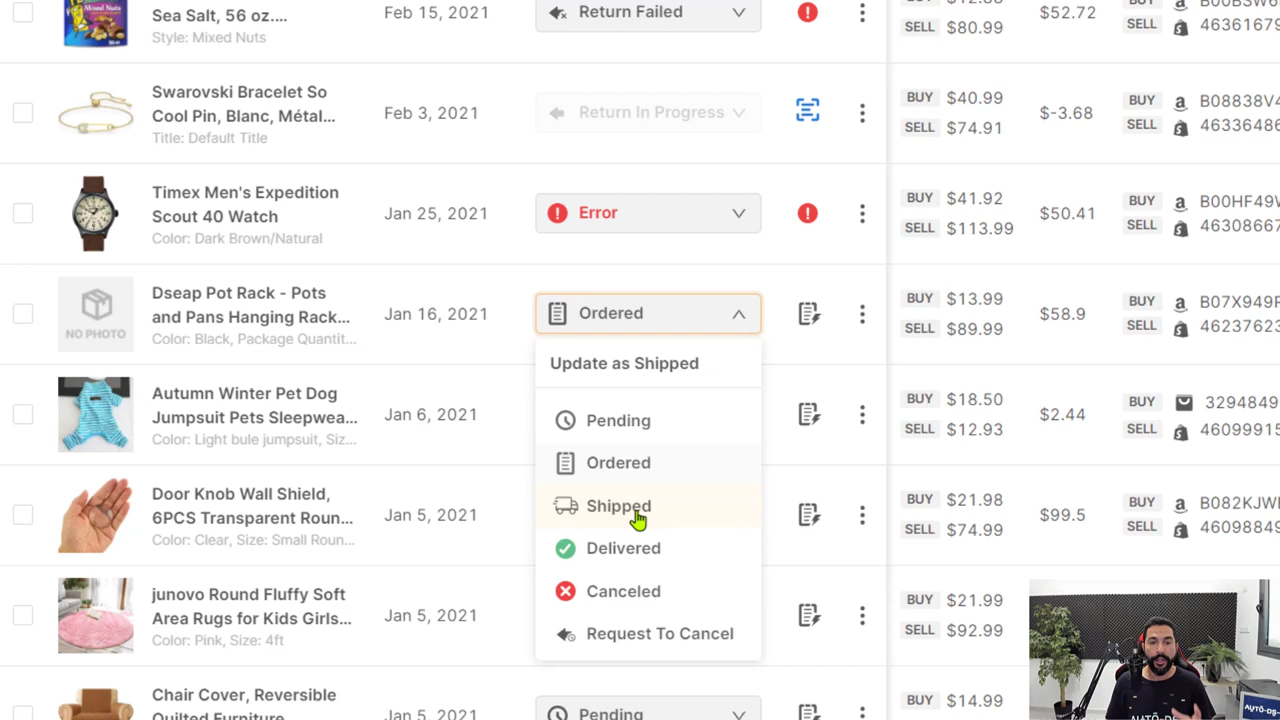 Sea Salt, 56 oz....
Style: Mixed Nuts
Feb 15, 2021
Return Failed
SELL $80.99
$52.72
SELL
Swarovski Bracelet So
Cool Pin, Blanc, Métal...
Title: Default Title
Feb 3, 2021
Return In Progress
BUY $40.99
SELL $74.91
$-3.68
BUY
SELL 46336486
Timex Men's Expedition
Scout 40 Watch
Color: Dark Brown/Natural
Jan 25, 2021
Error
BUY $41.92
SELL $113.99
$50.41
BUY B00HF49W
SELL 46308667
NO PHOTO
Dseap Pot Rack - Pots
and Pans Hanging Rack...
Color: Black, Package Quantit...
Jan 16, 2021
Ordered
BUY $13.99
SELL $89.99
$58.9
BUY
SELL 46237623
Update as Shipped
Pending
Ordered
Shipped
Delivered
Canceled
Request To Cancel
Autumn Winter Pet Dog
Jumpsuit Pets Sleepwea...
Color: Light bule jumpsuit, Siz...
Jan 6, 2021
BUY $18.50
SELL $12.93
$2.44
BUY 3294849
SELL 46099915
Door Knob Wall Shield,
6PCS Transparent Roun...
Color: Clear, Size: Small Roun...
Jan 5, 2021
BUY $21.98
SELL $74.99
$99.5
BUY
SELL 46098849
junovo Round Fluffy Soft
Area Rugs for Kids Girls...
Color: Pink, Size: 4ft
Jan 5, 2021
BUY $21.99
SELL $92.99
Chair Cover, Reversible
Quilted Furniture
Jan 5, 2021
Pending
BUY $14.99
AUTŌ-DS